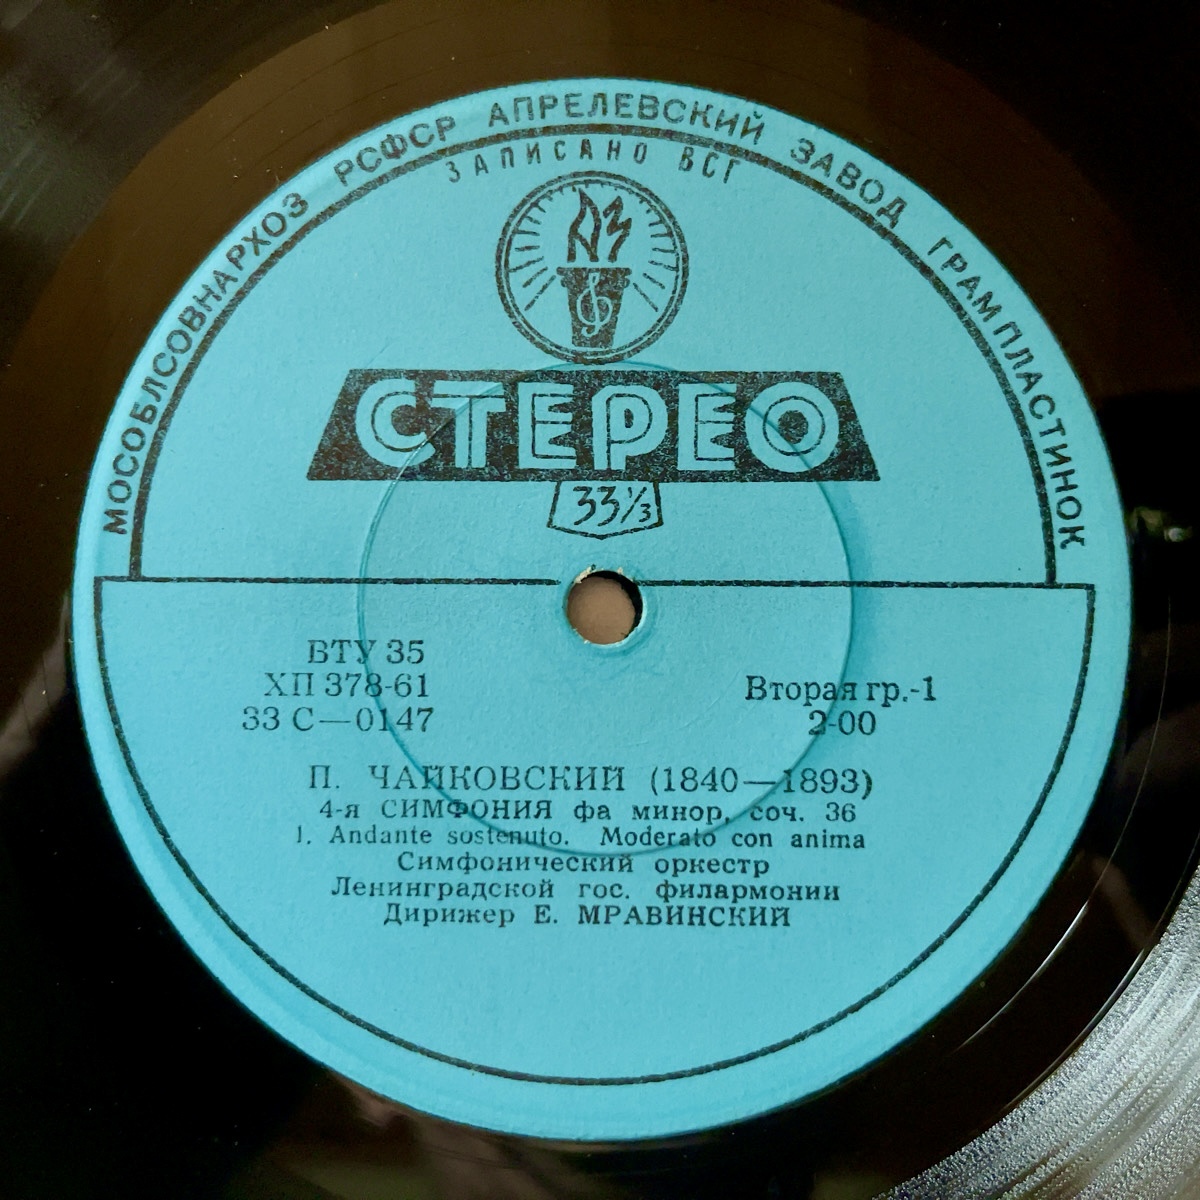 МОСОБЛСОВНАРХОЗ РСФСР АПРЕЛЕВСКИЙ ЗАВОД ГРАМПЛАСТИНОК
ЗАПИСАНО ВСГ
СТЕРЕО
33⅓
ВТУ 35
ХП 378-61
33 С—0147
Вторая гр.-1
2-00
П. ЧАЙКОВСКИЙ (1840—1893)
4-я СИМФОНИЯ фа минор, соч. 36
1. Andante sostenuto. Moderato con anima
Симфонический оркестр
Ленинградской гос. филармонии
Дирижер Е. МРАВИНСКИЙ